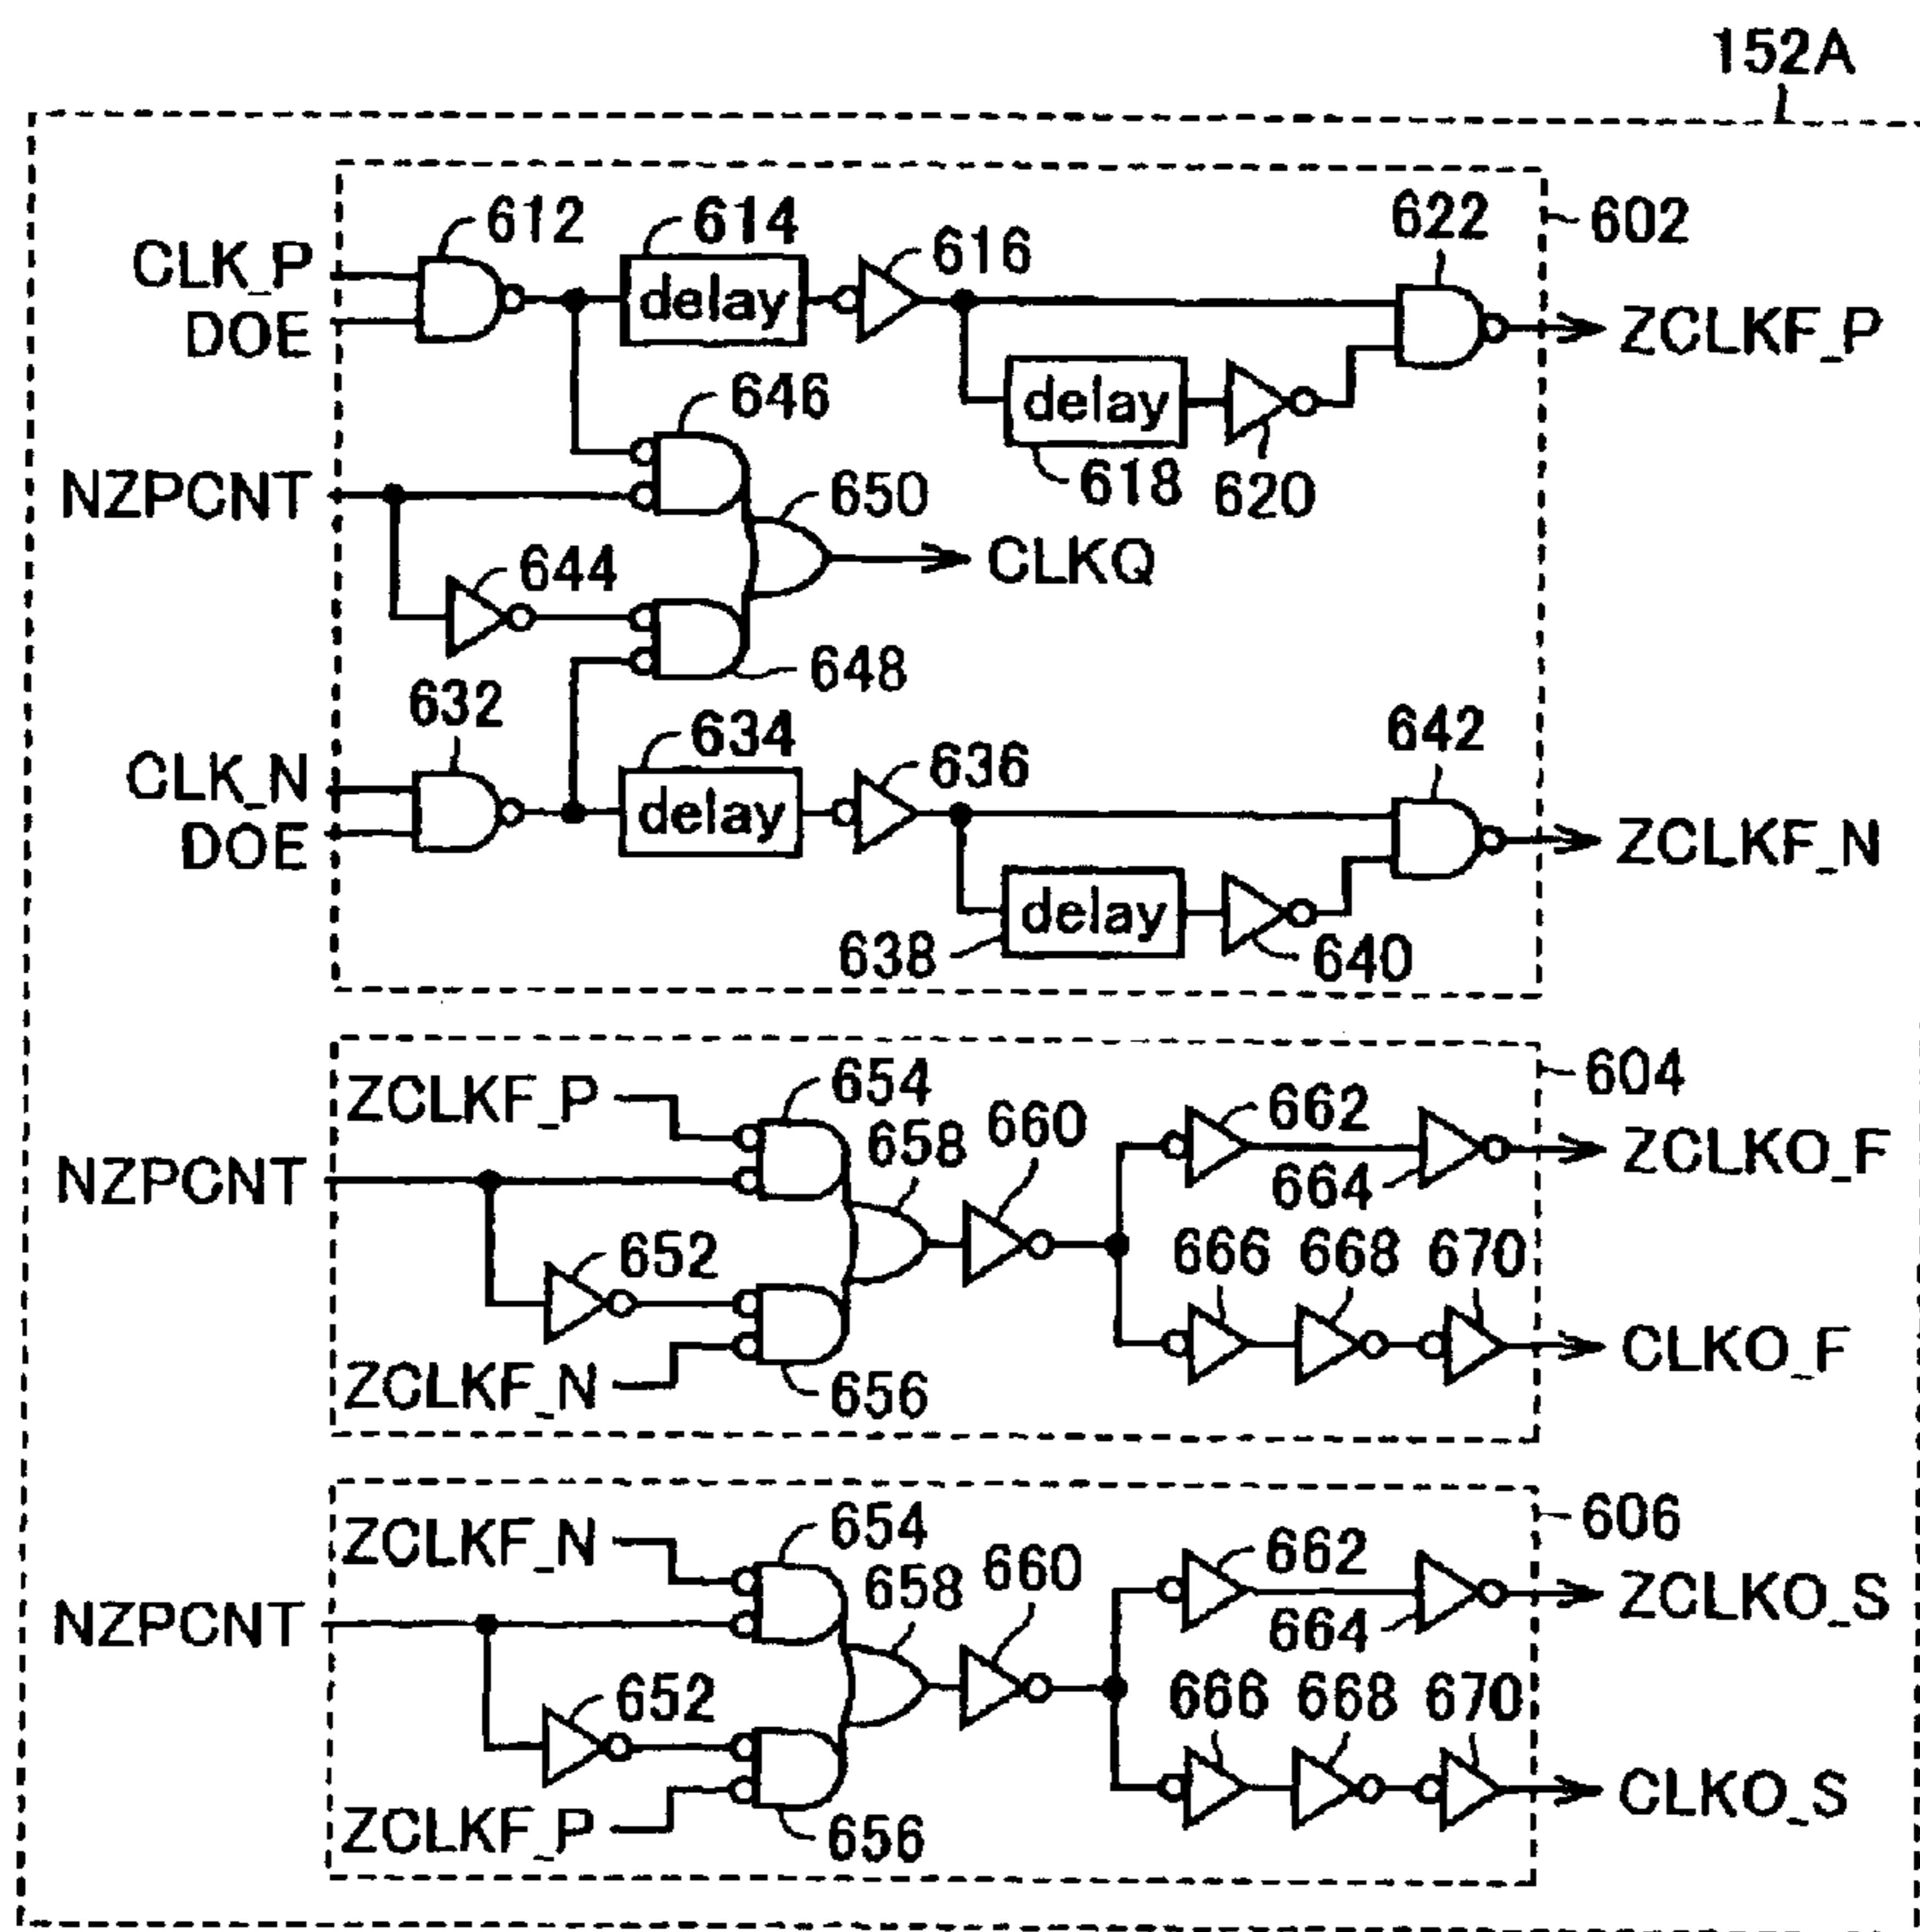 152A
602
612
614
616
622
CLK_P
DOE
delay
ZCLKF_P
646
delay
618
620
NZPCNT
650
CLKQ
644
648
632
634
636
642
CLK_N
DOE
delay
ZCLKF_N
delay
638
640
604
ZCLKF_P
654
658
660
662
ZCLKO_F
664
NZPCNT
652
666
668
670
CLKO_F
ZCLKF_N
656
606
ZCLKF_N
654
658
660
662
ZCLKO_S
664
NZPCNT
652
666
668
670
CLKO_S
ZCLKF_P
656